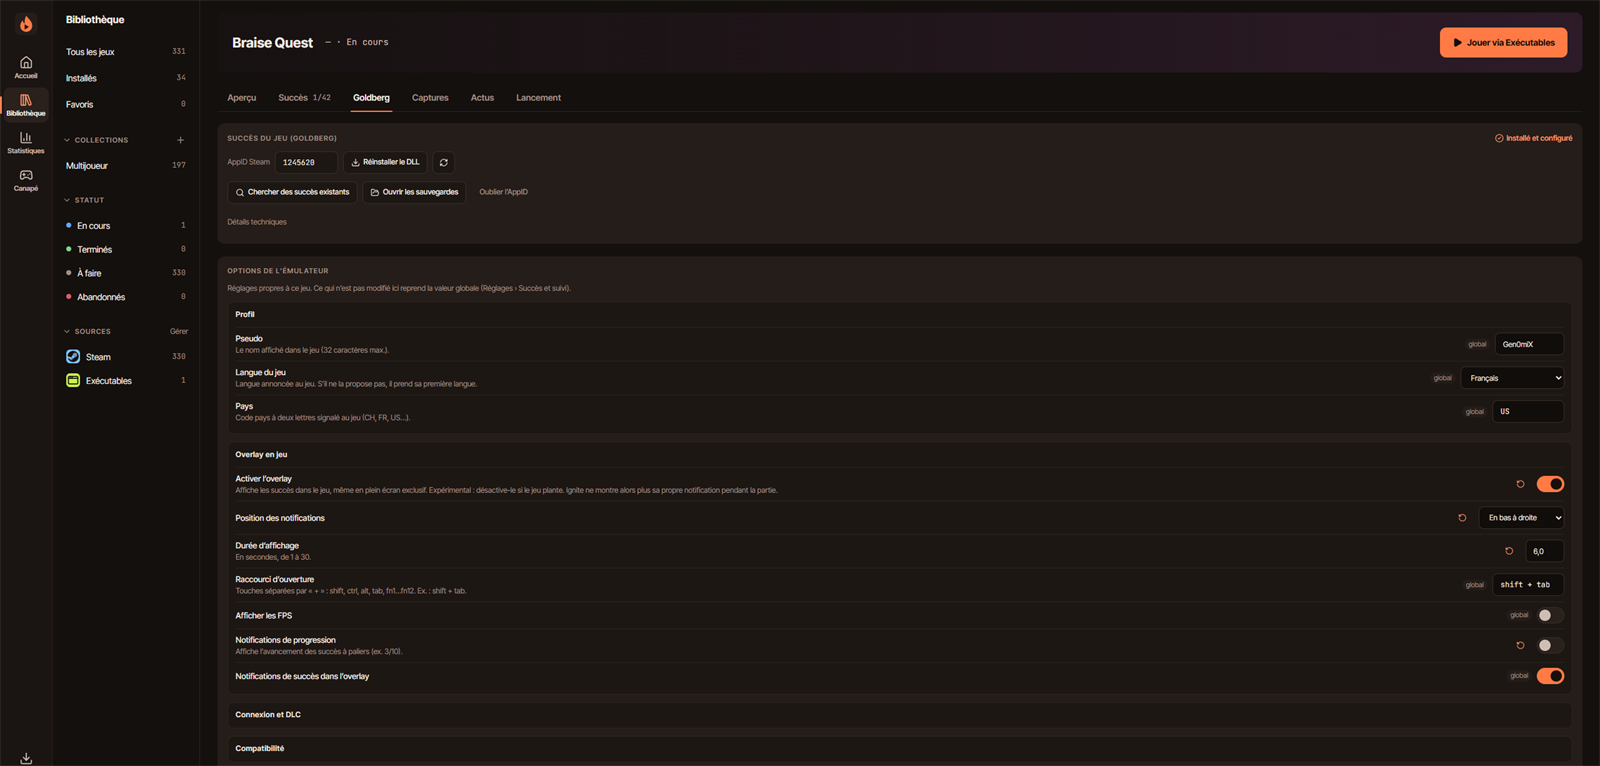 Accueil
Bibliothèque
Statistiques
Canapé
Bibliothèque
Tous les jeux 331
Installés 34
Favoris 0
COLLECTIONS +
Multijoueur 197
STATUT
En cours 1
Terminés 0
À faire 330
Abandonnés 0
SOURCES Gérer
Steam 330
Exécutables 1
Braise Quest — · En cours
Jouer via Exécutables
Aperçu Succès 1/42 Goldberg Captures Actus Lancement
SUCCÈS DU JEU (GOLDBERG) Installé et configuré
AppID Steam 1245620 Réinstaller le DLL
Chercher des succès existants Ouvrir les sauvegardes Oublier l'AppID
Détails techniques
OPTIONS DE L'ÉMULATEUR
Réglages propres à ce jeu. Ce qui n'est pas modifié ici reprend la valeur globale (Réglages › Succès et suivi).
Profil
Pseudo
Le nom affiché dans le jeu (32 caractères max.).
global Gen0miX
Langue du jeu
Langue annoncée au jeu. S'il ne la propose pas, il prend sa première langue.
global Français
Pays
Code pays à deux lettres signalé au jeu (CH, FR, US…).
global US
Overlay en jeu
Activer l'overlay
Affiche les succès dans le jeu, même en plein écran exclusif. Expérimental : désactive-le si le jeu plante. Ignite ne montre alors plus sa propre notification pendant la partie.
Position des notifications En bas à droite
Durée d'affichage
En secondes, de 1 à 30.
6,0
Raccourci d'ouverture
Touches séparées par « + » : shift, ctrl, alt, tab, fn1…fn12. Ex. : shift + tab.
global shift + tab
Afficher les FPS global
Notifications de progression
Affiche l'avancement des succès à paliers (ex. 3/10).
Notifications de succès dans l'overlay global
Connexion et DLC
Compatibilité